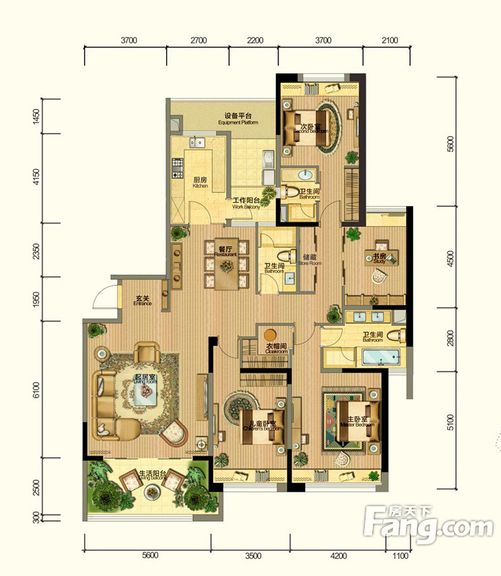 3700 2700 2200 3700 2100
1450
4150
2350
1950
6100
2500
300
5600
4500
2800
5100
设备平台
Equipment Platform
次卧室
Second Bedroom
厨房
Kitchen
卫生间
Bathroom
工作阳台
Work Balcony
餐厅
Restaurant
卫生间
Bathroom
储藏
Store Room
书房
Study
玄关
Entrance
卫生间
Bathroom
衣帽间
Cloakroom
起居室
Living Room
儿童卧室
Children's Bedroom
主卧室
Master Bedroom
生活阳台
Living Balcony
房天下
Fang.com
5600 3500 4200 1100